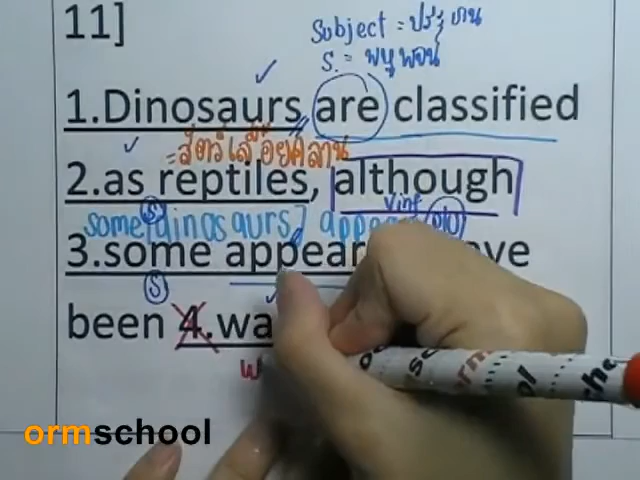 11]
Subject = ประธาน
S. = พหูพจน์
1.Dinosaurs are classified
= สัตว์เลื้อยคลาน
2.as reptiles, although
some[dinosaurs] appear
3.some appear
been 4.wa
ormschool